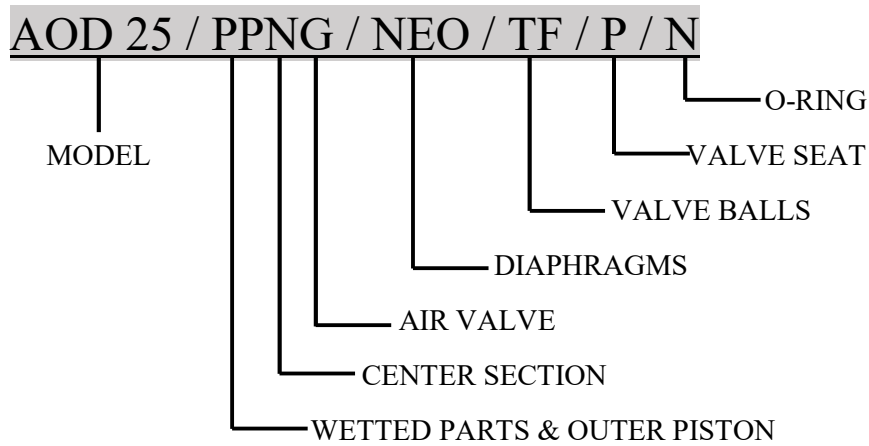 AOD 25 / PPNG / NEO / TF / P / N
O-RING
MODEL
VALVE SEAT
VALVE BALLS
DIAPHRAGMS
AIR VALVE
CENTER SECTION
WETTED PARTS & OUTER PISTON